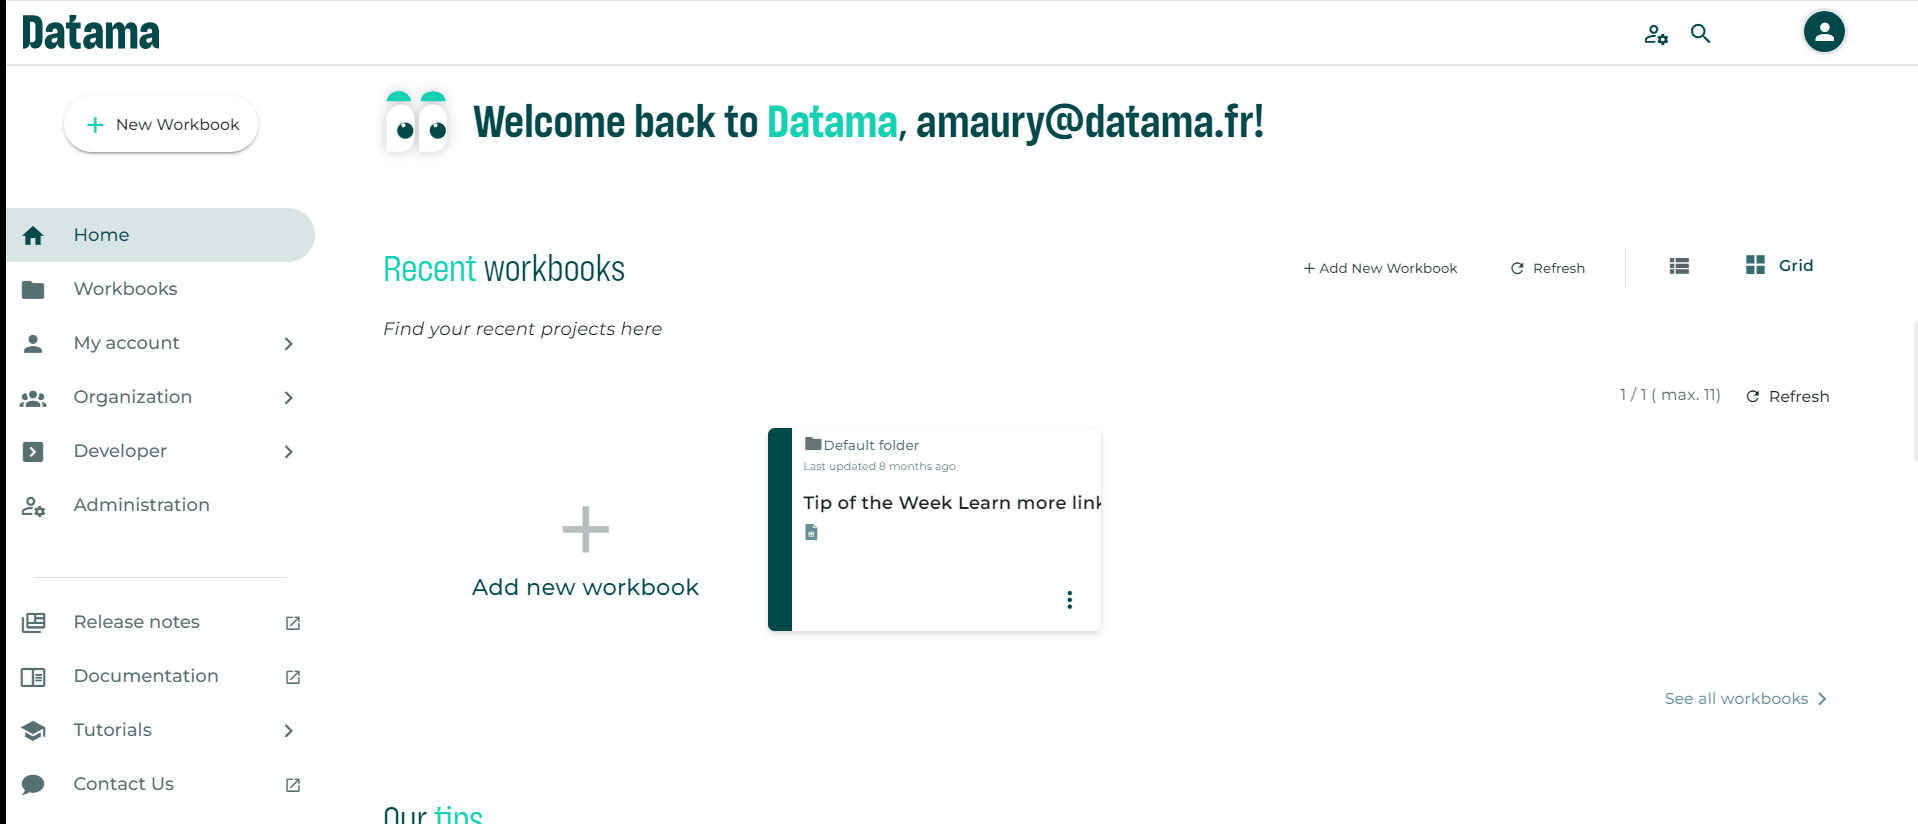 Datama
New Workbook
Welcome back to Datama, amaury@datama.fr!
Home
Workbooks
My account
Organization
Developer
Administration
Release notes
Documentation
Tutorials
Contact Us
Recent workbooks
+ Add New Workbook
Refresh
Grid
Find your recent projects here
1 / 1 ( max. 11)
Refresh
Add new workbook
Default folder
Last updated 8 months ago
Tip of the Week Learn more link
See all workbooks
Our tips